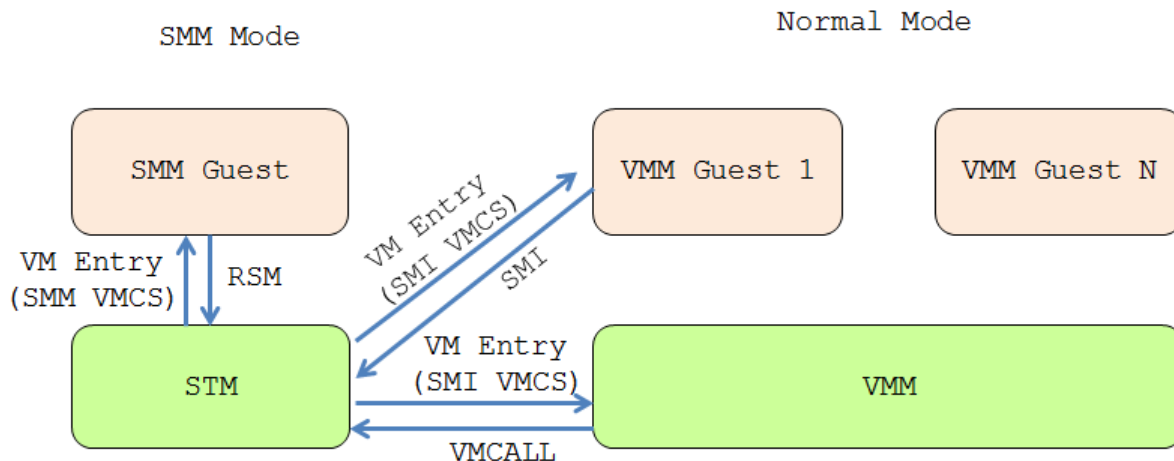 SMM Mode
Normal Mode
SMM Guest
VMM Guest 1
VMM Guest N
VM Entry
(SMM VMCS)
RSM
VM Entry
(SMI VMCS)
SMI
STM
VM Entry
(SMI VMCS)
VMCALL
VMM